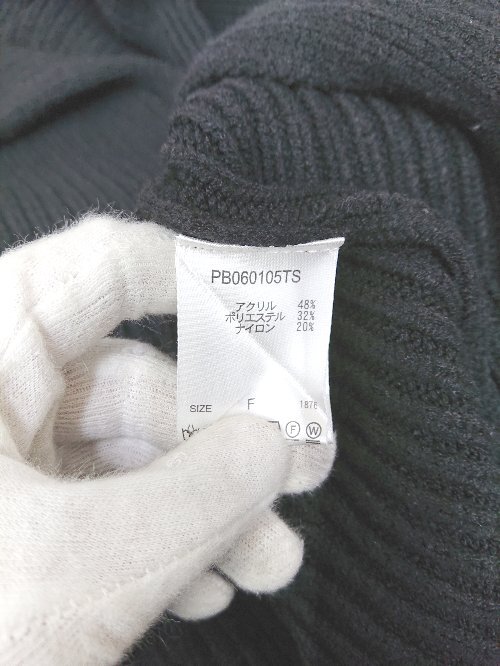 PB060105TS
アクリル 48%
ポリエステル 32%
ナイロン 20%
SIZE F 1876
F W